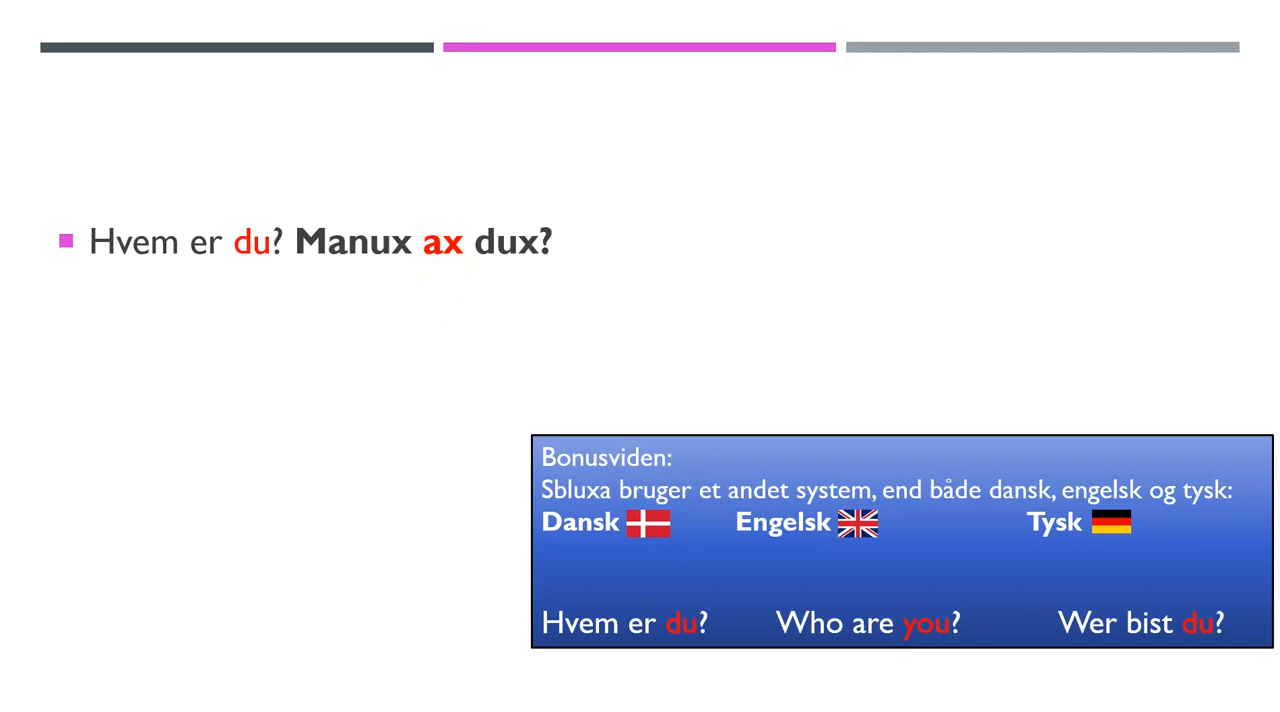 Hvem er du? Manux ax dux?
Bonusviden:
Sbluxa bruger et andet system, end både dansk, engelsk og tysk:
Dansk Engelsk Tysk
Hvem er du? Who are you? Wer bist du?